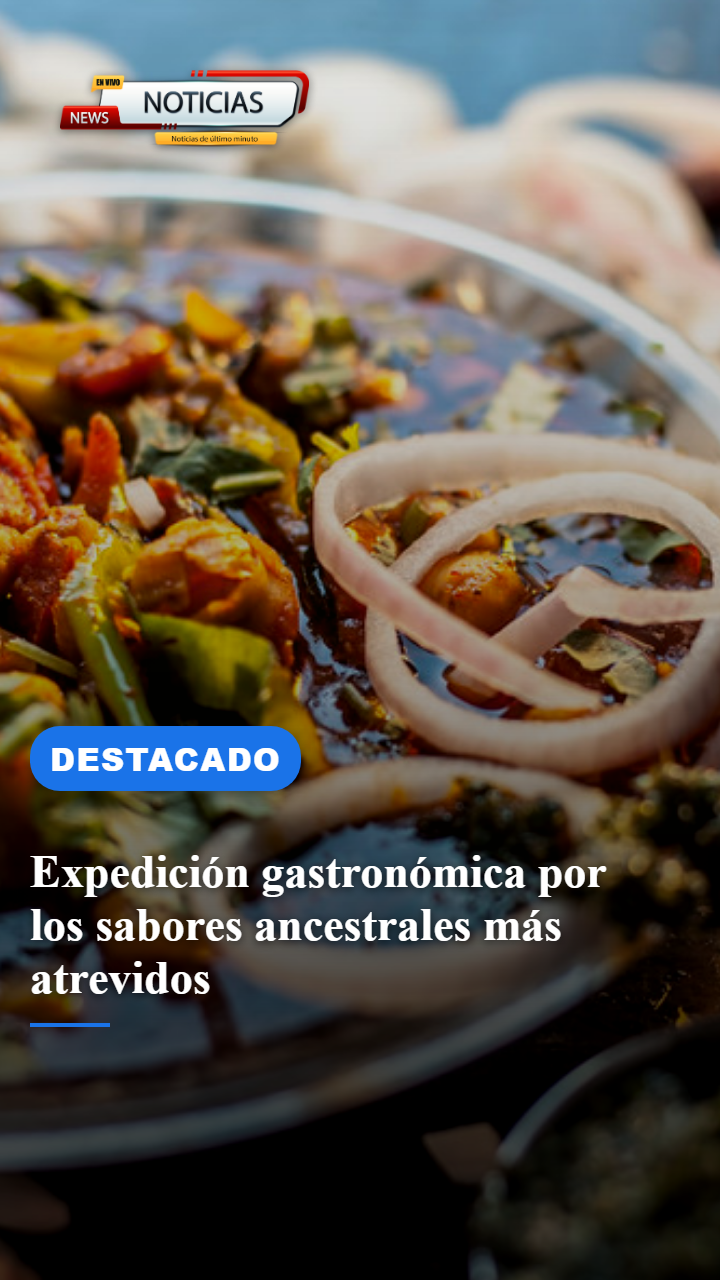 EN VIVO
NOTICIAS
NEWS
Noticias de último minuto
DESTACADO
Expedición gastronómica por
los sabores ancestrales más
atrevidos